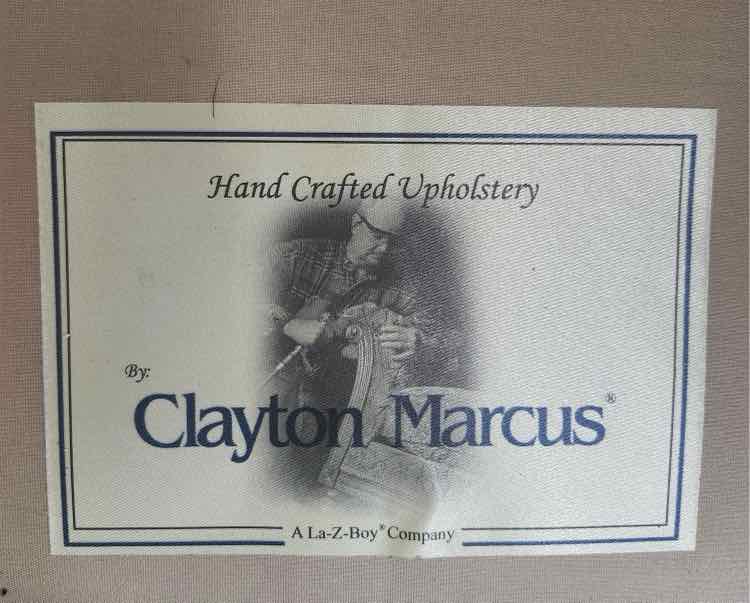 Hand Crafted Upholstery
By:
Clayton Marcus®
A La-Z-Boy® Company